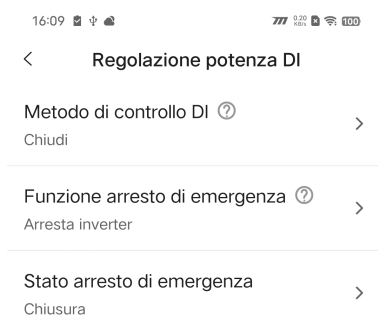 16:09 777 0.20 KB/s 100
Regolazione potenza DI
Metodo di controllo DI ?
Chiudi
Funzione arresto di emergenza ?
Arresta inverter
Stato arresto di emergenza
Chiusura